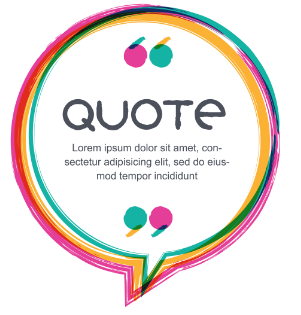 QUOTE
Lorem ipsum dolor sit amet, con-
sectetur adipisicing elit, sed do eius-
mod tempor incididunt